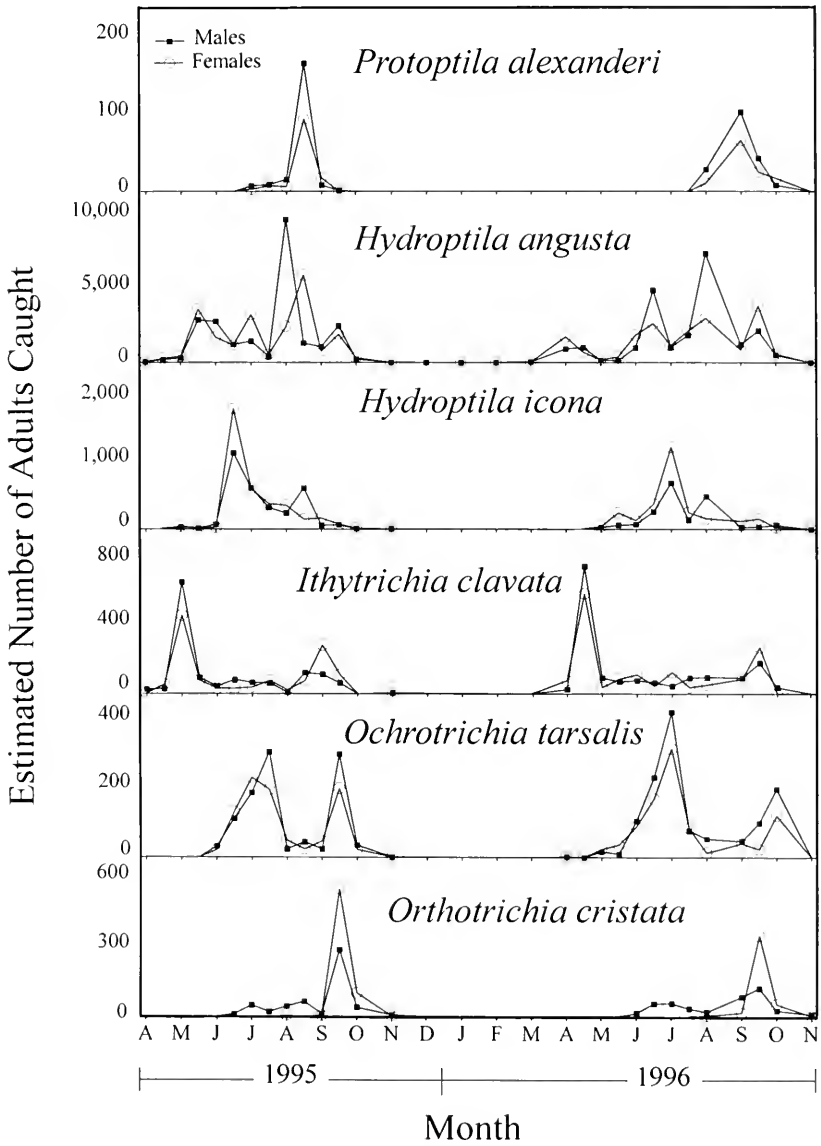 200
Males
Females
Protoptila alexanderi
100
0
10,000
Hydroptila angusta
5,000
0
2,000
Hydroptila icona
1,000
0
800
Ithytrichia clavata
400
0
400
Ochrotrichia tarsalis
200
0
600
Orthotrichia cristata
300
0
Estimated Number of Adults Caught
A M J J A S O N D J F M A M J J A S O N
1995 1996
Month